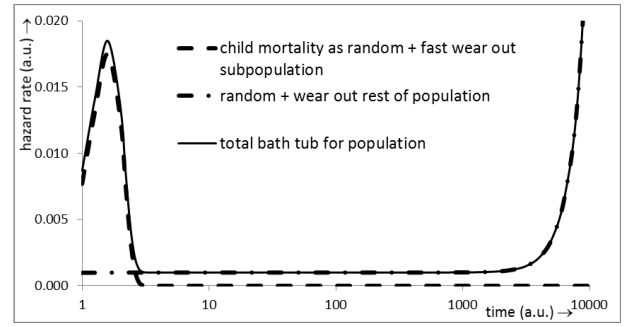 hazard rate (a.u.) →
0.020
0.015
0.010
0.005
0.000
child mortality as random + fast wear out
subpopulation
random + wear out rest of population
total bath tub for population
1
10
100
1000
10000
time (a.u.) →